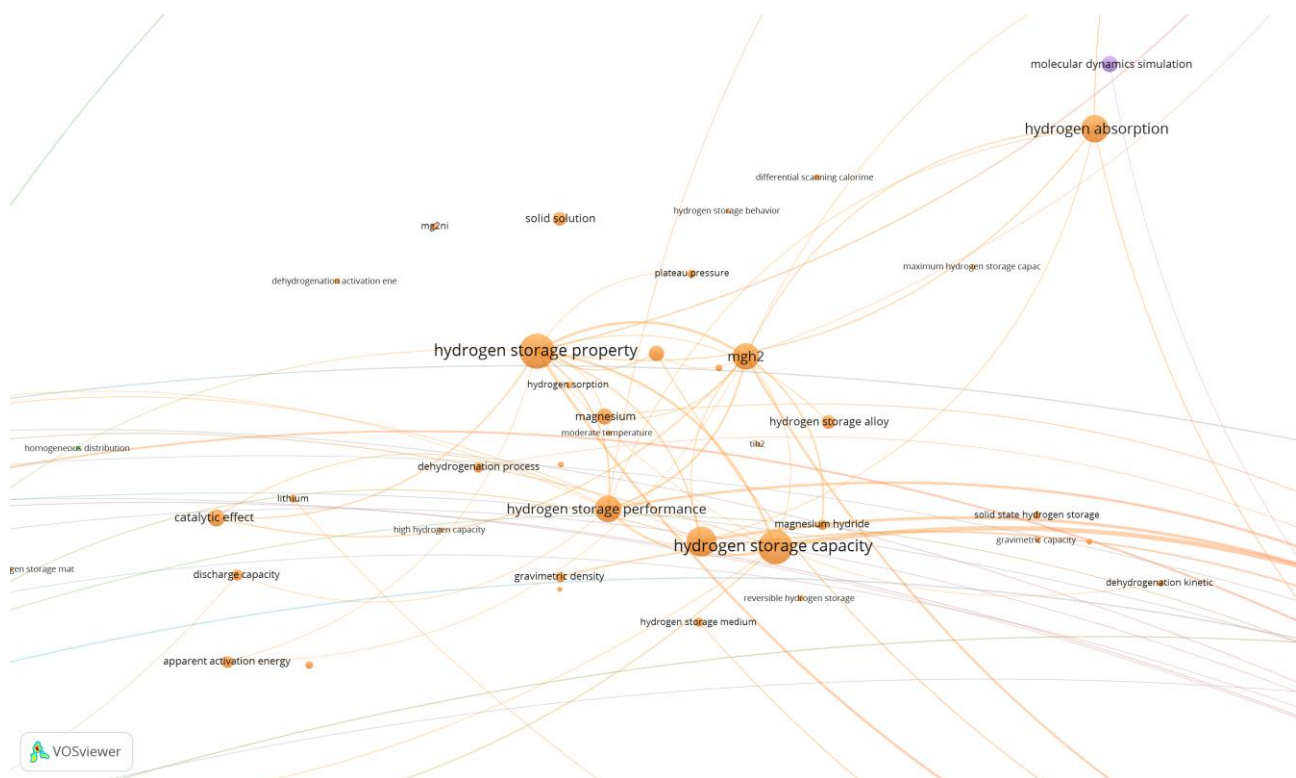 molecular dynamics simulation
hydrogen absorption
differential scanning calorime
hydrogen storage behavior
solid solution
mg2ni
maximum hydrogen storage capac
plateau pressure
dehydrogenation activation ene
hydrogen storage property
mgh2
hydrogen sorption
magnesium
hydrogen storage alloy
moderate temperature
tih2
homogeneous distribution
dehydrogenation process
lithium
hydrogen storage performance
catalytic effect
solid state hydrogen storage
magnesium hydride
high hydrogen capacity
gravimetric capacity
hydrogen storage capacity
gen storage mat
discharge capacity
gravimetric density
dehydrogenation kinetic
reversible hydrogen storage
hydrogen storage medium
apparent activation energy
VOSviewer